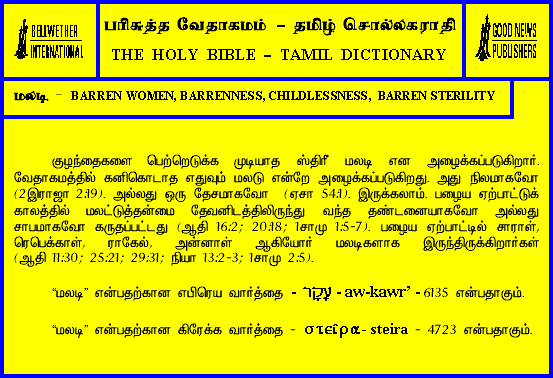 BELLWETHER
INTERNATIONAL
பரிசுத்த வேதாகமம் – தமிழ் சொல்லகராதி
THE HOLY BIBLE – TAMIL DICTIONARY
GOOD NEWS
PUBLISHERS
மலடி – BARREN WOMEN, BARRENNESS, CHILDLESSNESS, BARREN STERILITY
குழந்தைகளை பெற்றெடுக்க முடியாத ஸ்திரீ மலடி என அழைக்கப்படுகிறார்.
வேதாகமத்தில் கனிகொடாத எதுவும் மலடு என்றே அழைக்கப்படுகிறது. அது நிலமாகவோ
(2இராஜா 2:19). அல்லது ஒரு தேசமாகவோ (ஏசா 54:1). இருக்கலாம். பழைய ஏற்பாட்டுக்
காலத்தில் மலட்டுத்தன்மை தேவனிடத்திலிருந்து வந்த தண்டனையாகவோ அல்லது
சாபமாகவோ கருதப்பட்டது (ஆதி 16:2; 20:18; 1சாமு 1:5-7). பழைய ஏற்பாட்டில் சாராள்,
ரெபெக்காள், ராகேல், அன்னாள் ஆகியோர் மலடிகளாக இருந்திருக்கிறார்கள்
(ஆதி 11:30; 25:21; 29:31; நியா 13:2-3; 1சாமு 2:5).
“மலடி” என்பதற்கான எபிரெய வார்த்தை - עָקָר - aw-kawr’ - 6135 என்பதாகும்.
“மலடி” என்பதற்கான கிரேக்க வார்த்தை - στεῖρα - steira - 4723 என்பதாகும்.